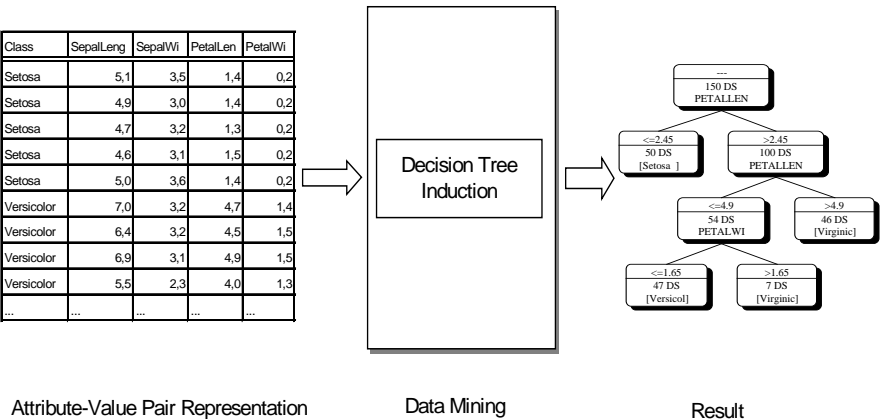 Class SepalLeng SepalWi PetalLen PetalWi
Setosa 5,1 3,5 1,4 0,2
Setosa 4,9 3,0 1,4 0,2
Setosa 4,7 3,2 1,3 0,2
Setosa 4,6 3,1 1,5 0,2
Setosa 5,0 3,6 1,4 0,2
Versicolor 7,0 3,2 4,7 1,4
Versicolor 6,4 3,2 4,5 1,5
Versicolor 6,9 3,1 4,9 1,5
Versicolor 5,5 2,3 4,0 1,3
... ... ... ... ...
Decision Tree
Induction
---
150 DS
PETALLEN
<=2.45
50 DS
[Setosa ]
>2.45
100 DS
PETALLEN
<=4.9
54 DS
PETALWI
>4.9
46 DS
[Virginic]
<=1.65
47 DS
[Versicol]
>1.65
7 DS
[Virginic]
Attribute-Value Pair Representation
Data Mining
Result